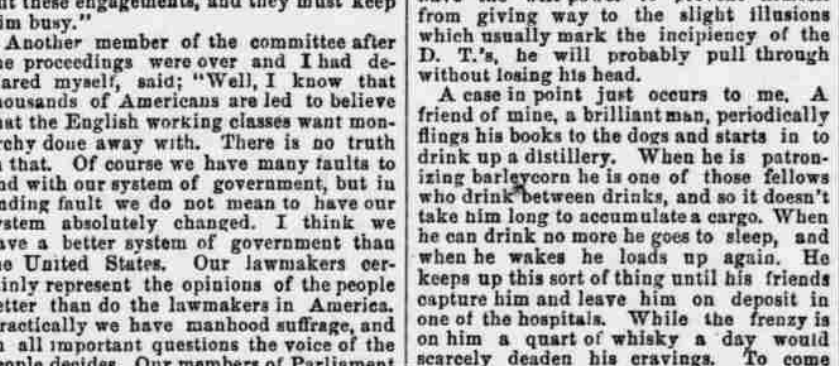 these engagements, and they must keep
im busy."
Another member of the committee after
e proceedings were over and I had de-
ared myself, said; "Well, I know that
housands of Americans are led to believe
hat the English working classes want mon-
rchy done away with. There is no truth
that. Of course we have many faults to
nd with our system of government, but in
nding fault we do not mean to have our
ystem absolutely changed. I think we
ave a better system of government than
he United States. Our lawmakers cer-
ainly represent the opinions of the people
etter than do the lawmakers in America.
ractically we have manhood suffrage, and
all important questions the voice of the
eople decides. Our members of Parliament
from giving way to the slight illusions
which usually mark the incipiency of the
D. T.'s, he will probably pull through
without losing his head.
A case in point just occurs to me. A
friend of mine, a brilliant man, periodically
flings his books to the dogs and starts in to
drink up a distillery. When he is patron-
izing barleycorn he is one of those fellows
who drink between drinks, and so it doesn't
take him long to accumulate a cargo. When
he can drink no more he goes to sleep, and
when he wakes he loads up again. He
keeps up this sort of thing until his friends
capture him and leave him on deposit in
one of the hospitals. While the frenzy is
on him a quart of whisky a day would
scarcely deaden his cravings. To come